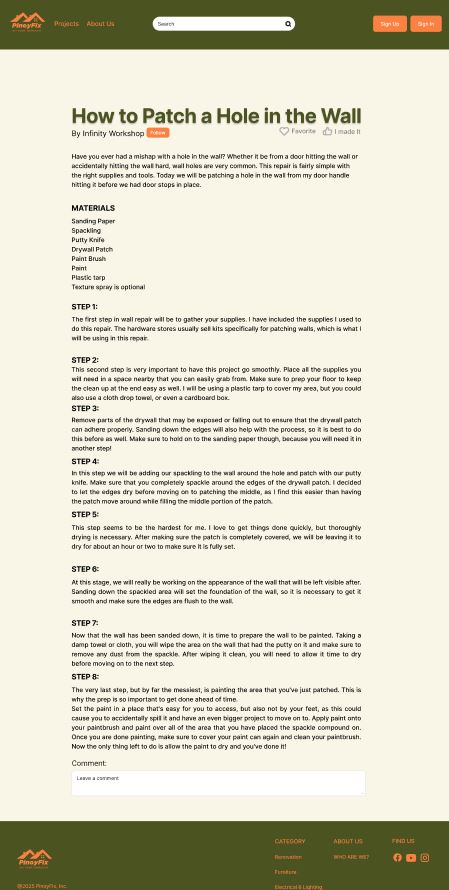 PinoyFix
Projects About Us
Search
Sign Up Sign In
How to Patch a Hole in the Wall
By Infinity Workshop Follow
Favorite I made it
Have you ever had a mishap with a hole in the wall? Whether it be from a door hitting the wall or
accidentally hitting the wall hard, wall holes are very common. This repair is fairly simple with
the right supplies and tools. Today we will be patching a hole in the wall from my door handle
hitting it before we had door stops in place.
MATERIALS
Sanding Paper
Spackling
Putty Knife
Drywall Patch
Paint Brush
Paint
Plastic tarp
Texture spray is optional
STEP 1:
The first step in wall repair will be to gather your supplies. I have included the supplies I used to
do this repair. The hardware stores usually sell kits specifically for patching walls, which is what I
will be using in this repair.
STEP 2:
This second step is very important to have this project go smoothly. Place all the supplies you
will need in a space nearby that you can easily grab from. Make sure to prep your floor to keep
the clean up at the end easy as well. I will be using a plastic tarp to cover my area, but you could
also use a cloth drop towel, or even a cardboard box.
STEP 3:
Remove parts of the drywall that may be exposed or falling out to ensure that the drywall patch
can adhere properly. Sanding down the edges will also help with the process, so it is best to do
this before as well. Make sure to hold on to the sanding paper though, because you will need it in
another step!
STEP 4:
In this step we will be adding our spackling to the wall around the hole and patch with our putty
knife. Make sure that you completely spackle around the edges of the drywall patch. I decided
to let the edges dry before moving on to patching the middle, as I find this easier than having
the patch move around while filling the middle portion of the patch.
STEP 5:
This step seems to be the hardest for me. I love to get things done quickly, but thoroughly
drying is necessary. After making sure the patch is completely covered, we will be leaving it to
dry for about an hour or two to make sure it is fully set.
STEP 6:
At this stage, we will really be working on the appearance of the wall that will be left visible after.
Sanding down the spackled area will set the foundation of the wall, so it is necessary to get it
smooth and make sure the edges are flush to the wall.
STEP 7:
Now that the wall has been sanded down, it is time to prepare the wall to be painted. Taking a
damp towel or cloth, you will wipe the area on the wall that had the putty on it and make sure to
remove any dust from the spackle. After wiping it clean, you will need to allow it time to dry
before moving on to the next step.
STEP 8:
The very last step, but by far the messiest, is painting the area that you've just patched. This is
why the prep is so important to get done ahead of time.
Set the paint in a place that's easy for you to access, but also not by your feet, as this could
cause you to accidentally spill it and have an even bigger project to move on to. Apply paint onto
your paintbrush and paint over all of the area that you have placed the spackle compound on.
Once you are done painting, make sure to cover your paint can again and clean your paintbrush.
Now the only thing left to do is allow the paint to dry and you've done it!
Comment:
Leave a comment
PinoyFix
CATEGORY ABOUT US FIND US
Renovation WHO ARE WE?
Furniture
Electrical & Lighting
©2025 PinoyFix, Inc.